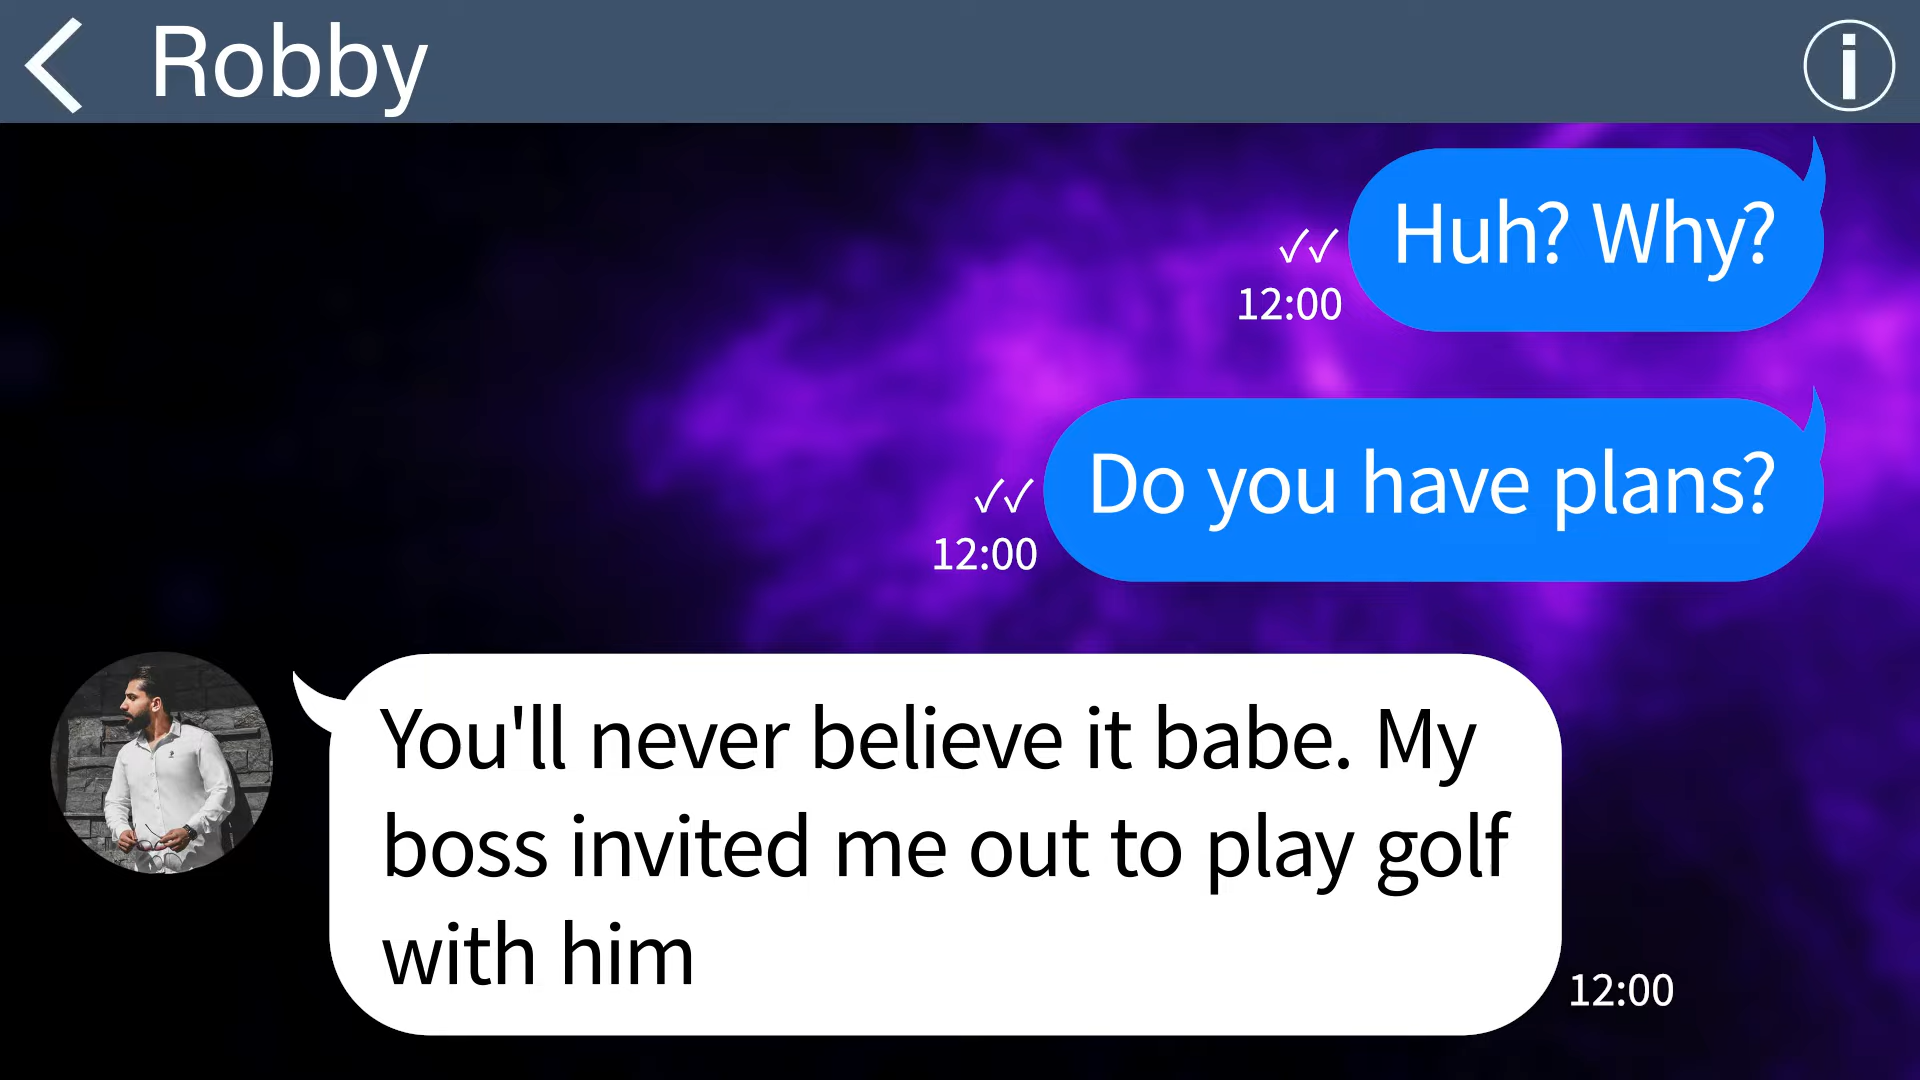 Robby
Huh? Why?
✓✓
12:00
Do you have plans?
✓✓
12:00
You'll never believe it babe. My
boss invited me out to play golf
with him
12:00